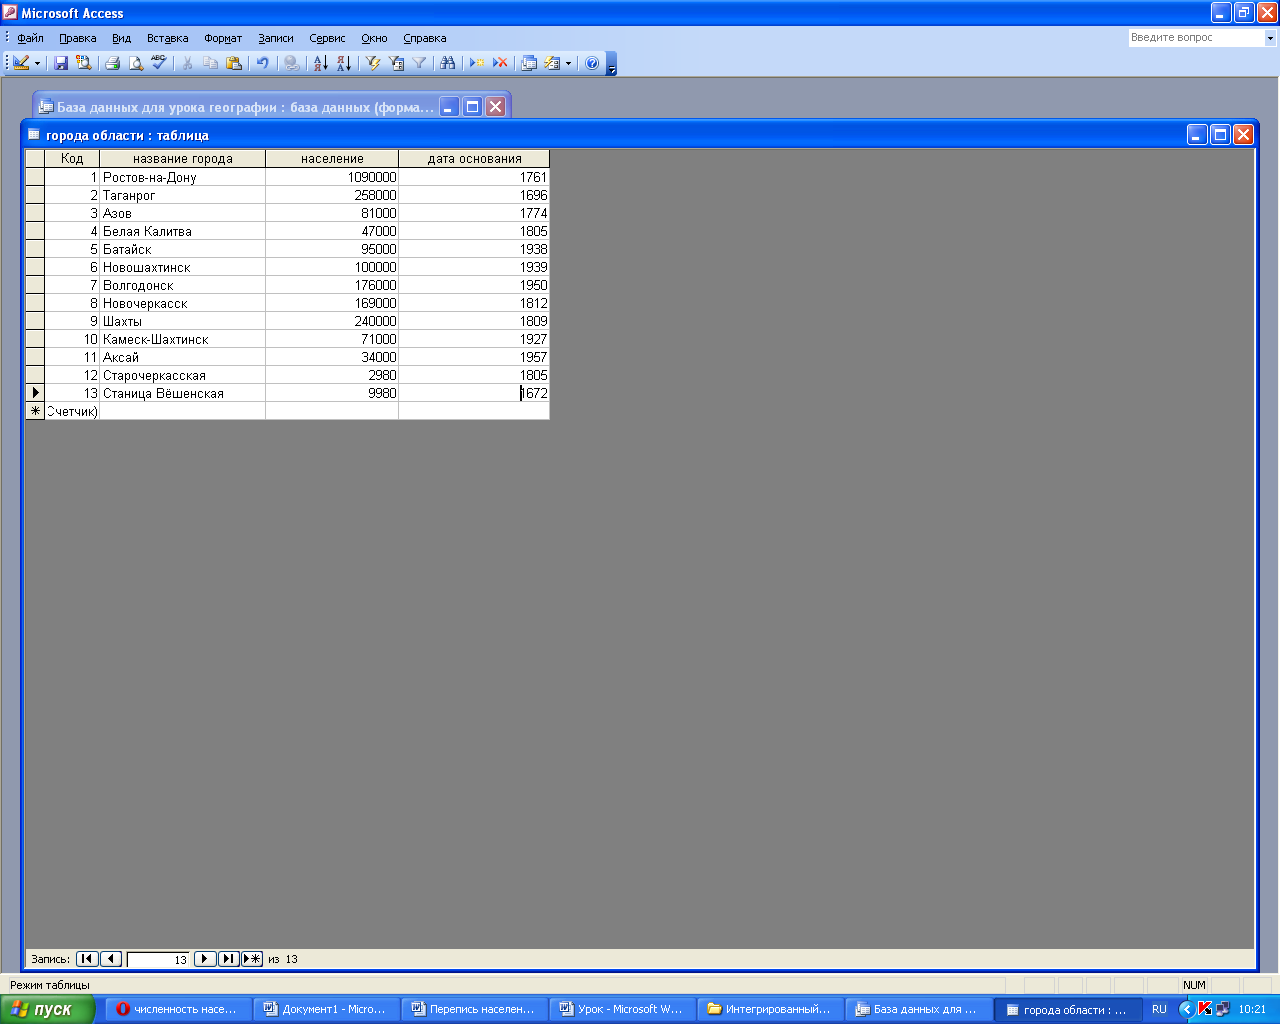 Microsoft Access
Файл Правка Вид Вставка Формат Записи Сервис Окно Справка
Введите вопрос
База данных для урока географии : база данных (форма...
города области : таблица
Код название города население дата основания
1 Ростов-на-Дону 1090000 1761
2 Таганрог 258000 1696
3 Азов 81000 1774
4 Белая Калитва 47000 1805
5 Батайск 95000 1938
6 Новошахтинск 100000 1939
7 Волгодонск 176000 1950
8 Новочеркасск 169000 1812
9 Шахты 240000 1809
10 Камеск-Шахтинск 71000 1927
11 Аксай 34000 1957
12 Старочеркасская 2980 1805
13 Станица Вёшенская 9980 1672
Счетчик)
Запись: 13 из 13
Режим таблицы
NUM
пуск
численность насе...
Документ1 - Micro...
Перепись населен...
Урок - Microsoft W...
Интегрированный...
База данных для ...
города области : ...
RU
10:21